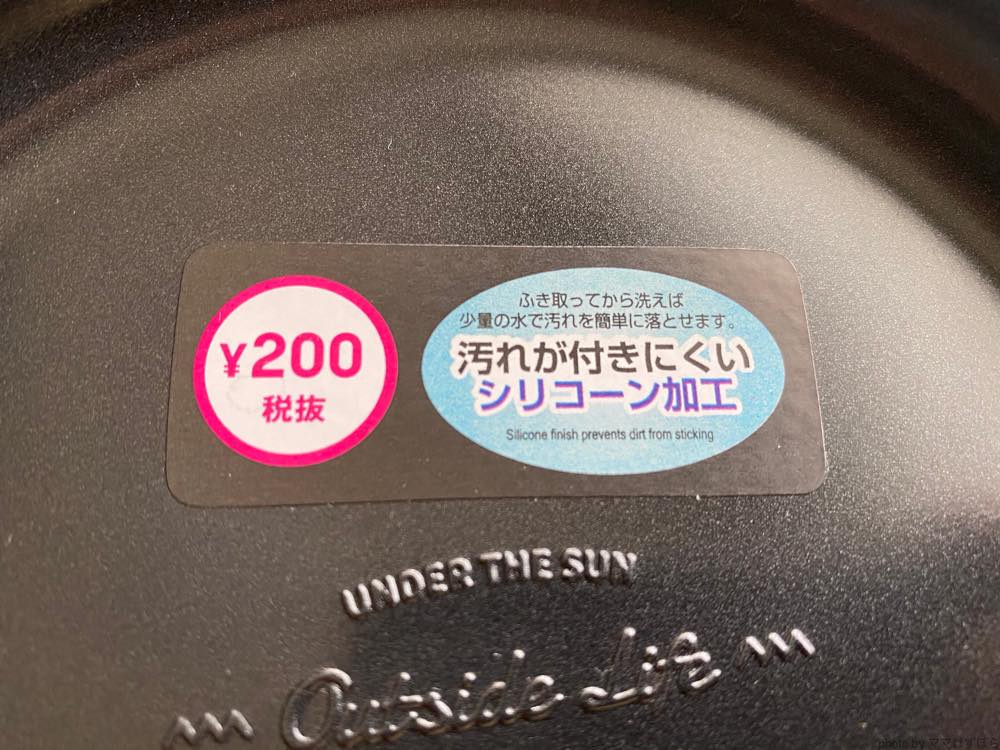 ¥200
税抜
ふき取ってから洗えば
少量の水で汚れを簡単に落とせます。
汚れが付きにくい
シリコーン加工
Silicone finish prevents dirt from sticking
UNDER THE SUN
Outside Life